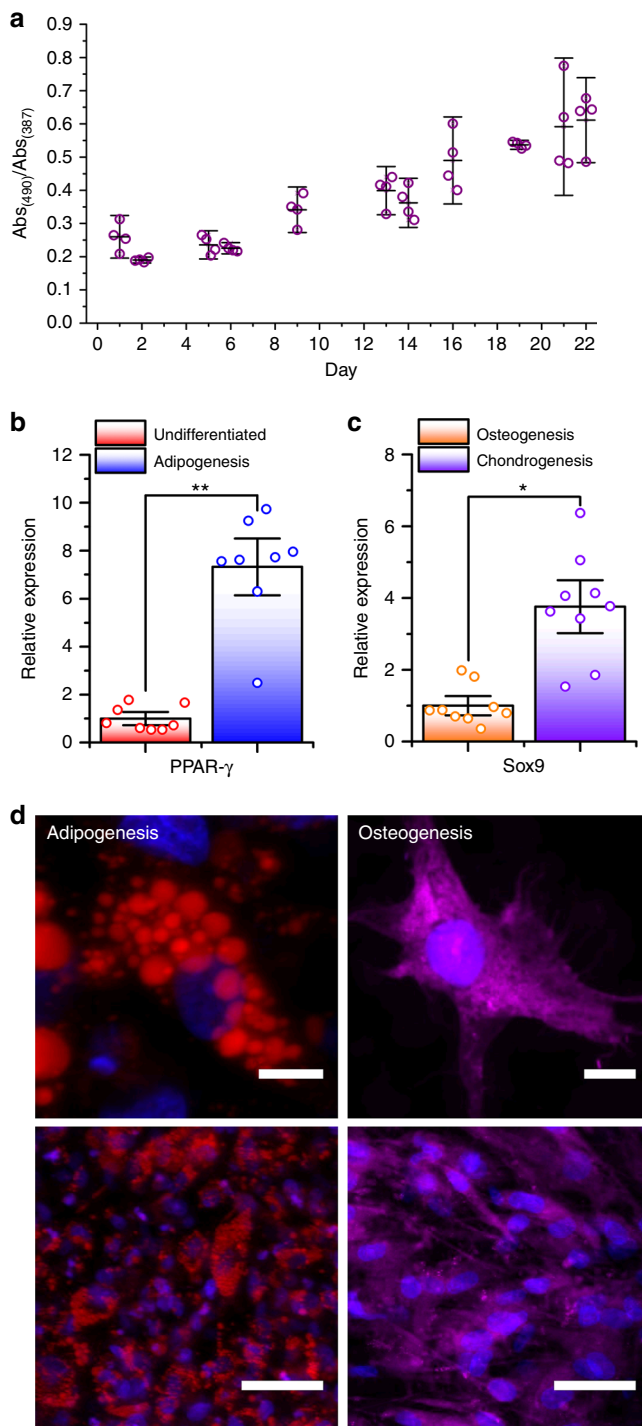 a
Abs(490)/Abs(387)
0.9
0.8
0.7
0.6
0.5
0.4
0.3
0.2
0.1
0.0
0 2 4 6 8 10 12 14 16 18 20 22
Day
b
Undifferentiated
Adipogenesis
Relative expression
12
10
8
6
4
2
0
**
PPAR-γ
c
Osteogenesis
Chondrogenesis
Relative expression
8
6
4
2
0
*
Sox9
d
Adipogenesis
Osteogenesis